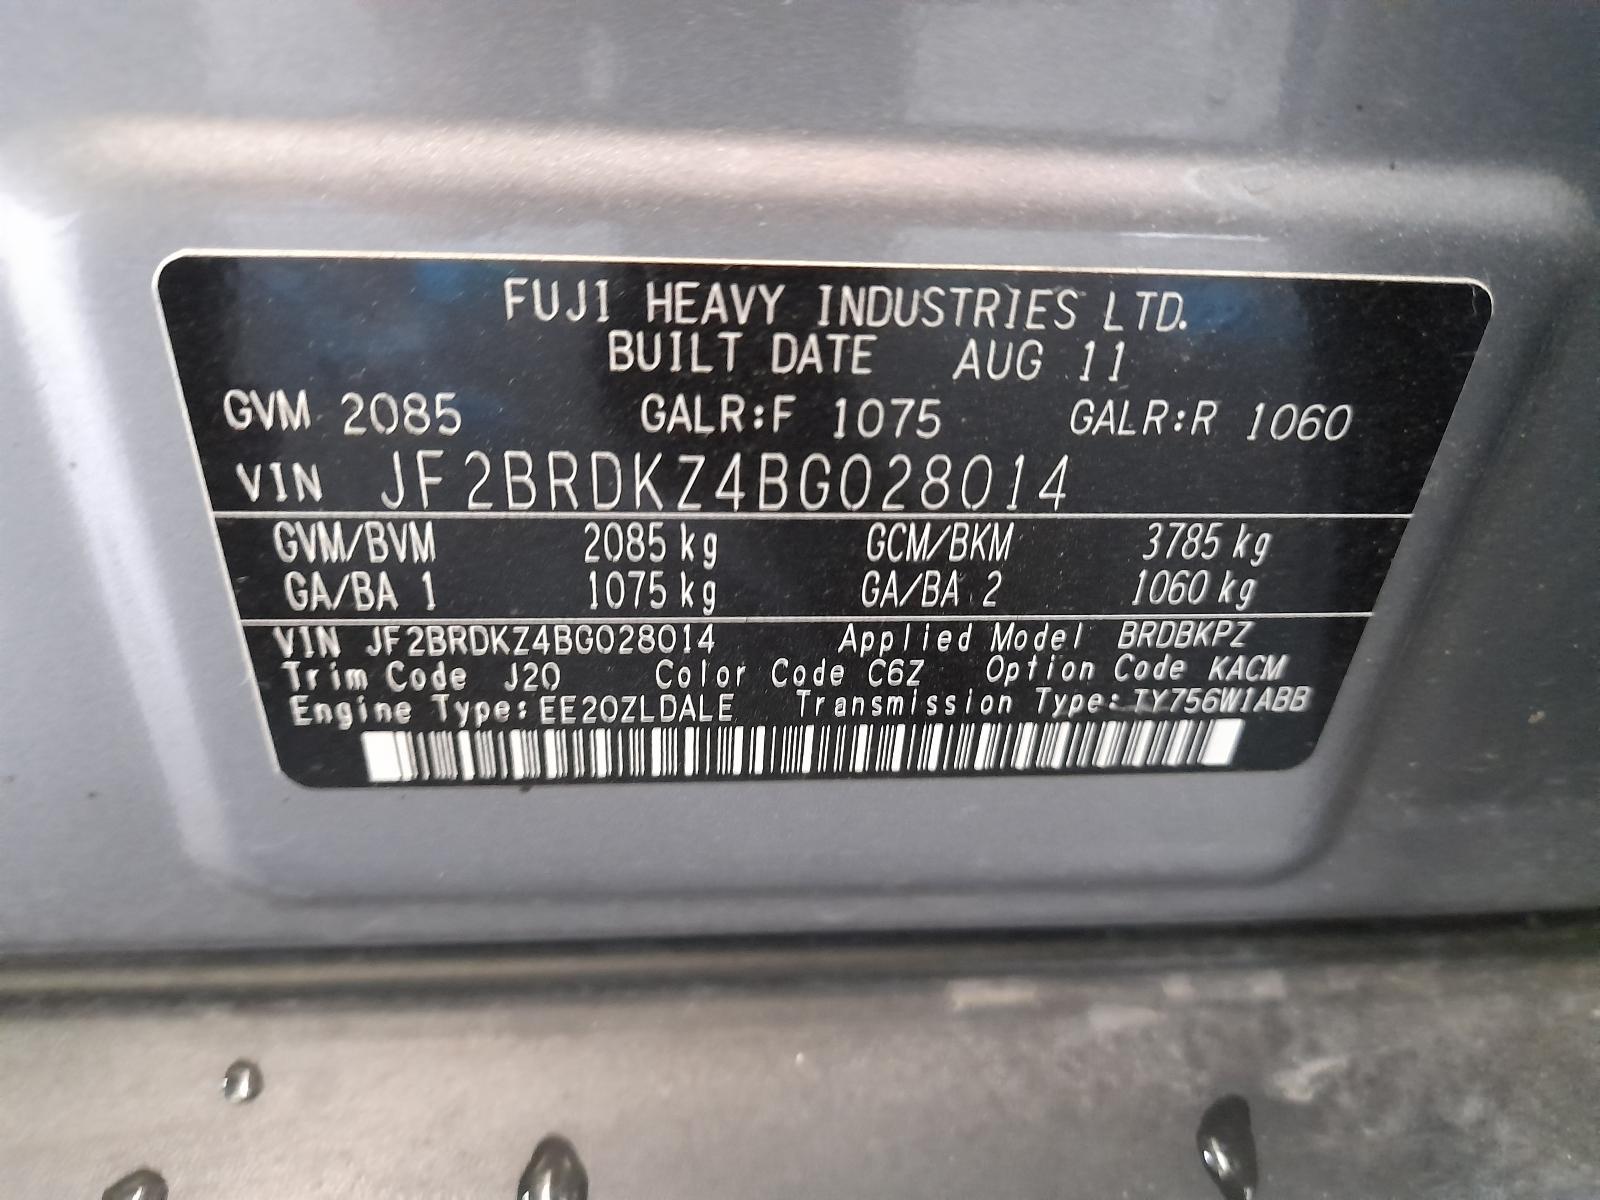 FUJI HEAVY INDUSTRIES LTD.
BUILT DATE AUG 11
GVM 2085 GALR:F 1075 GALR:R 1060
VIN JF2BRDKZ4BG028014
GVM/BVM 2085 kg GCM/BKM 3785 kg
GA/BA 1 1075 kg GA/BA 2 1060 kg
VIN JF2BRDKZ4BG028014 Applied Model BRDBKPZ
Trim Code J20 Color Code C6Z Option Code KACM
Engine Type: EE20ZLDALE Transmission Type: TY756W1ABB